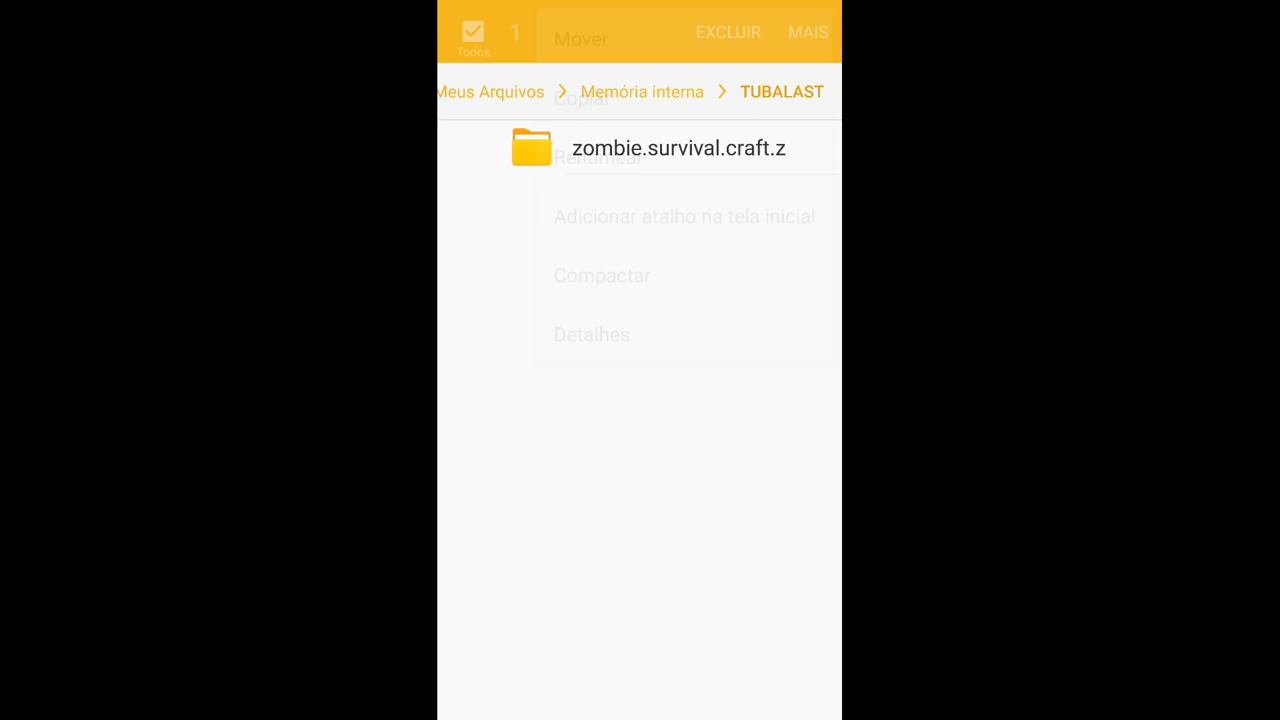 Todos
1
Mover
EXCLUIR
MAIS
Meus Arquivos
Memória interna
TUBALAST
Copiar
zombie.survival.craft.z
Renomear
Adicionar atalho na tela inicial
Compactar
Detalhes